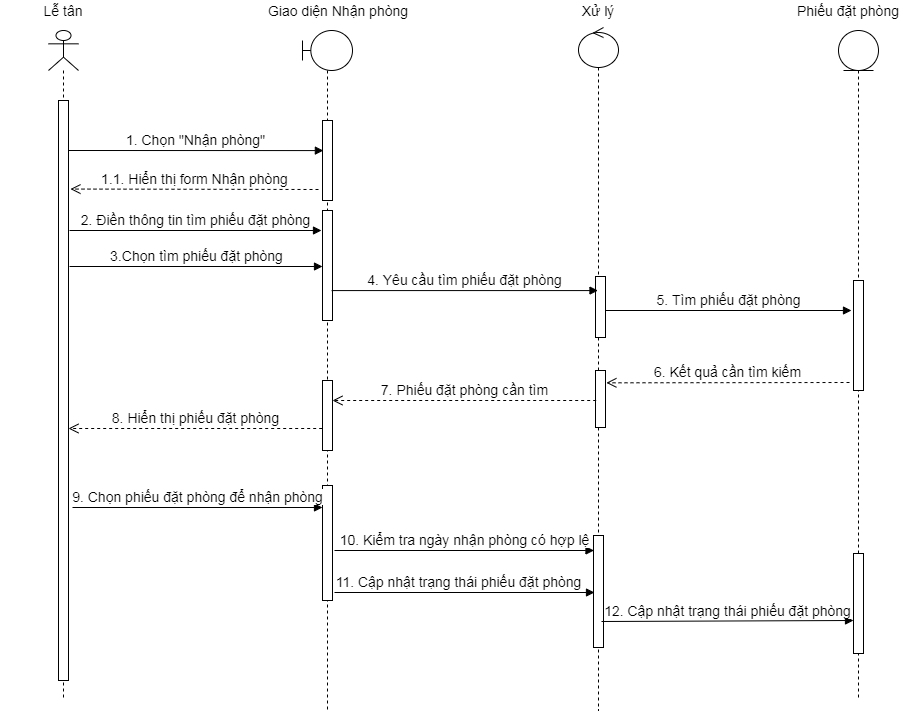 Lễ tân
Giao diện Nhận phòng
Xử lý
Phiếu đặt phòng
1. Chọn "Nhận phòng"
1.1. Hiển thị form Nhận phòng
2. Điền thông tin tìm phiếu đặt phòng
3.Chọn tìm phiếu đặt phòng
4. Yêu cầu tìm phiếu đặt phòng
5. Tìm phiếu đặt phòng
6. Kết quả cần tìm kiếm
7. Phiếu đặt phòng cần tìm
8. Hiển thị phiếu đặt phòng
9. Chọn phiếu đặt phòng để nhận phòng
10. Kiểm tra ngày nhận phòng có hợp lệ
11. Cập nhật trạng thái phiếu đặt phòng
12. Cập nhật trạng thái phiếu đặt phòng